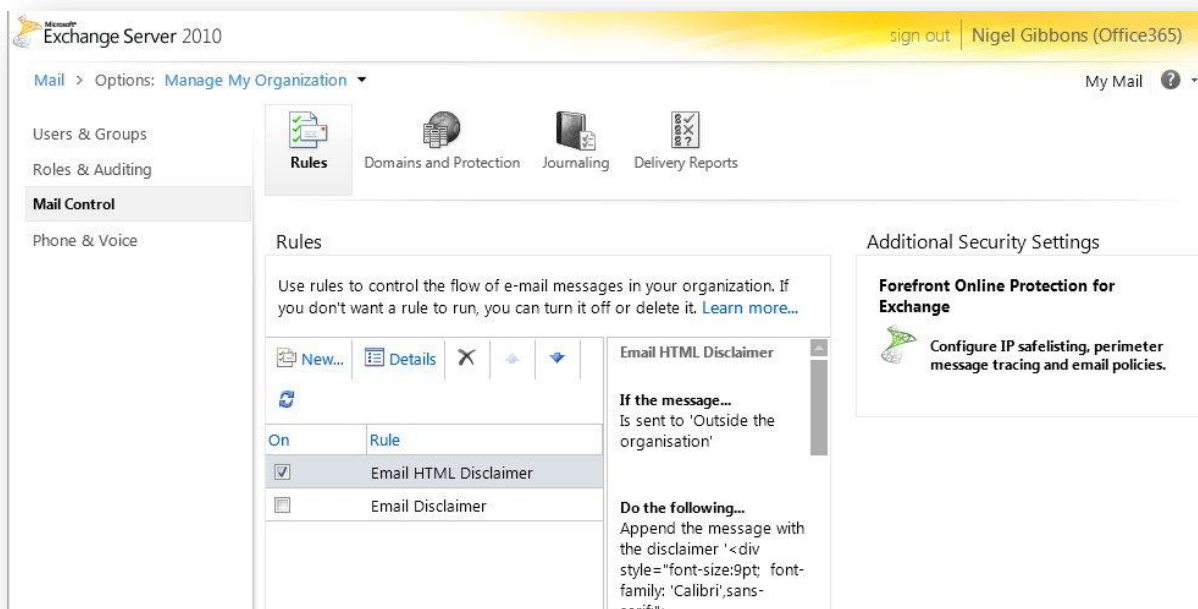 Microsoft®
Exchange Server 2010
sign out | Nigel Gibbons (Office365)
Mail > Options: Manage My Organization
My Mail
Users & Groups
Roles & Auditing
Mail Control
Phone & Voice
Rules
Domains and Protection
Journaling
Delivery Reports
Rules
Use rules to control the flow of e-mail messages in your organization. If
you don't want a rule to run, you can turn it off or delete it. Learn more...
New...
Details
On
Rule
Email HTML Disclaimer
Email Disclaimer
Email HTML Disclaimer
If the message...
Is sent to 'Outside the
organisation'
Do the following...
Append the message with
the disclaimer '<div
style="font-size:9pt; font-
family: 'Calibri',sans-
Additional Security Settings
Forefront Online Protection for
Exchange
Configure IP safelisting, perimeter
message tracing and email policies.